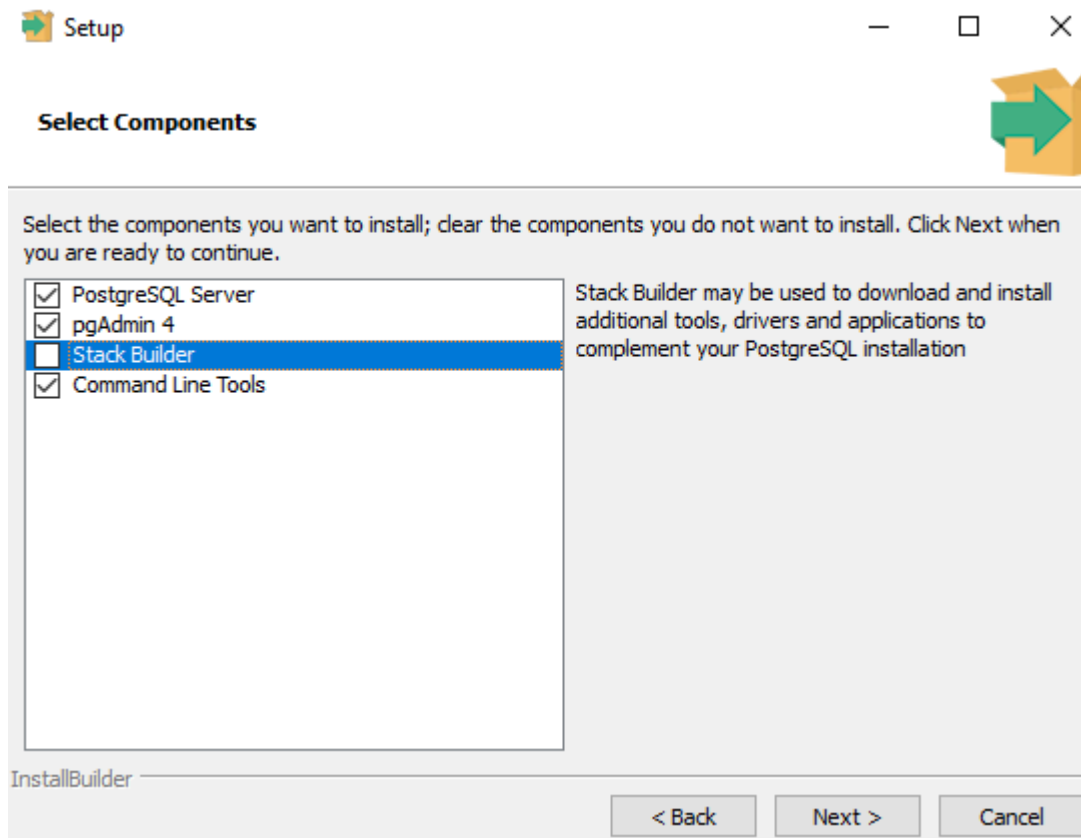 Setup
Select Components
Select the components you want to install; clear the components you do not want to install. Click Next when
you are ready to continue.
PostgreSQL Server
pgAdmin 4
Stack Builder
Command Line Tools
Stack Builder may be used to download and install
additional tools, drivers and applications to
complement your PostgreSQL installation
InstallBuilder
< Back
Next >
Cancel